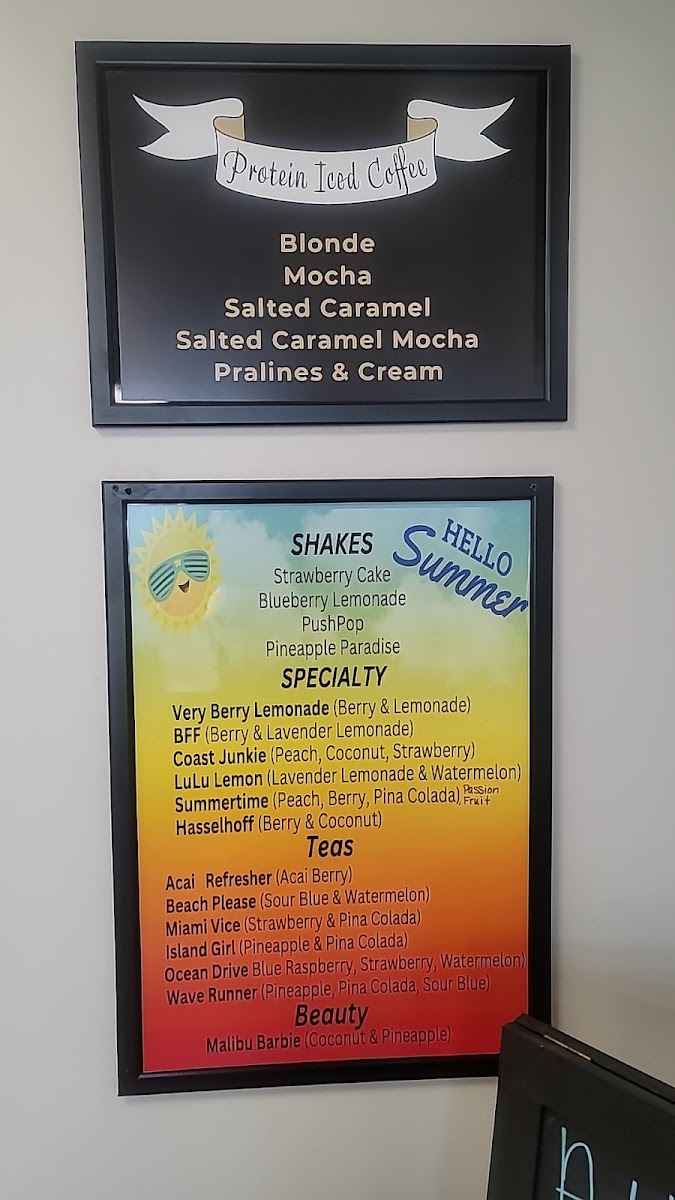 Protein Iced Coffee
Blonde
Mocha
Salted Caramel
Salted Caramel Mocha
Pralines & Cream
HELLO
Summer
SHAKES
Strawberry Cake
Blueberry Lemonade
PushPop
Pineapple Paradise
SPECIALTY
Very Berry Lemonade (Berry & Lemonade)
BFF (Berry & Lavender Lemonade)
Coast Junkie (Peach, Coconut, Strawberry)
LuLu Lemon (Lavender Lemonade & Watermelon)
Summertime (Peach, Berry, Pina Colada), Passion Fruit
Hasselhoff (Berry & Coconut)
Teas
Acai Refresher (Acai Berry)
Beach Please (Sour Blue & Watermelon)
Miami Vice (Strawberry & Pina Colada)
Island Girl (Pineapple & Pina Colada)
Ocean Drive Blue Raspberry, Strawberry, Watermelon)
Wave Runner (Pineapple, Pina Colada, Sour Blue)
Beauty
Malibu Barbie (Coconut & Pineapple)